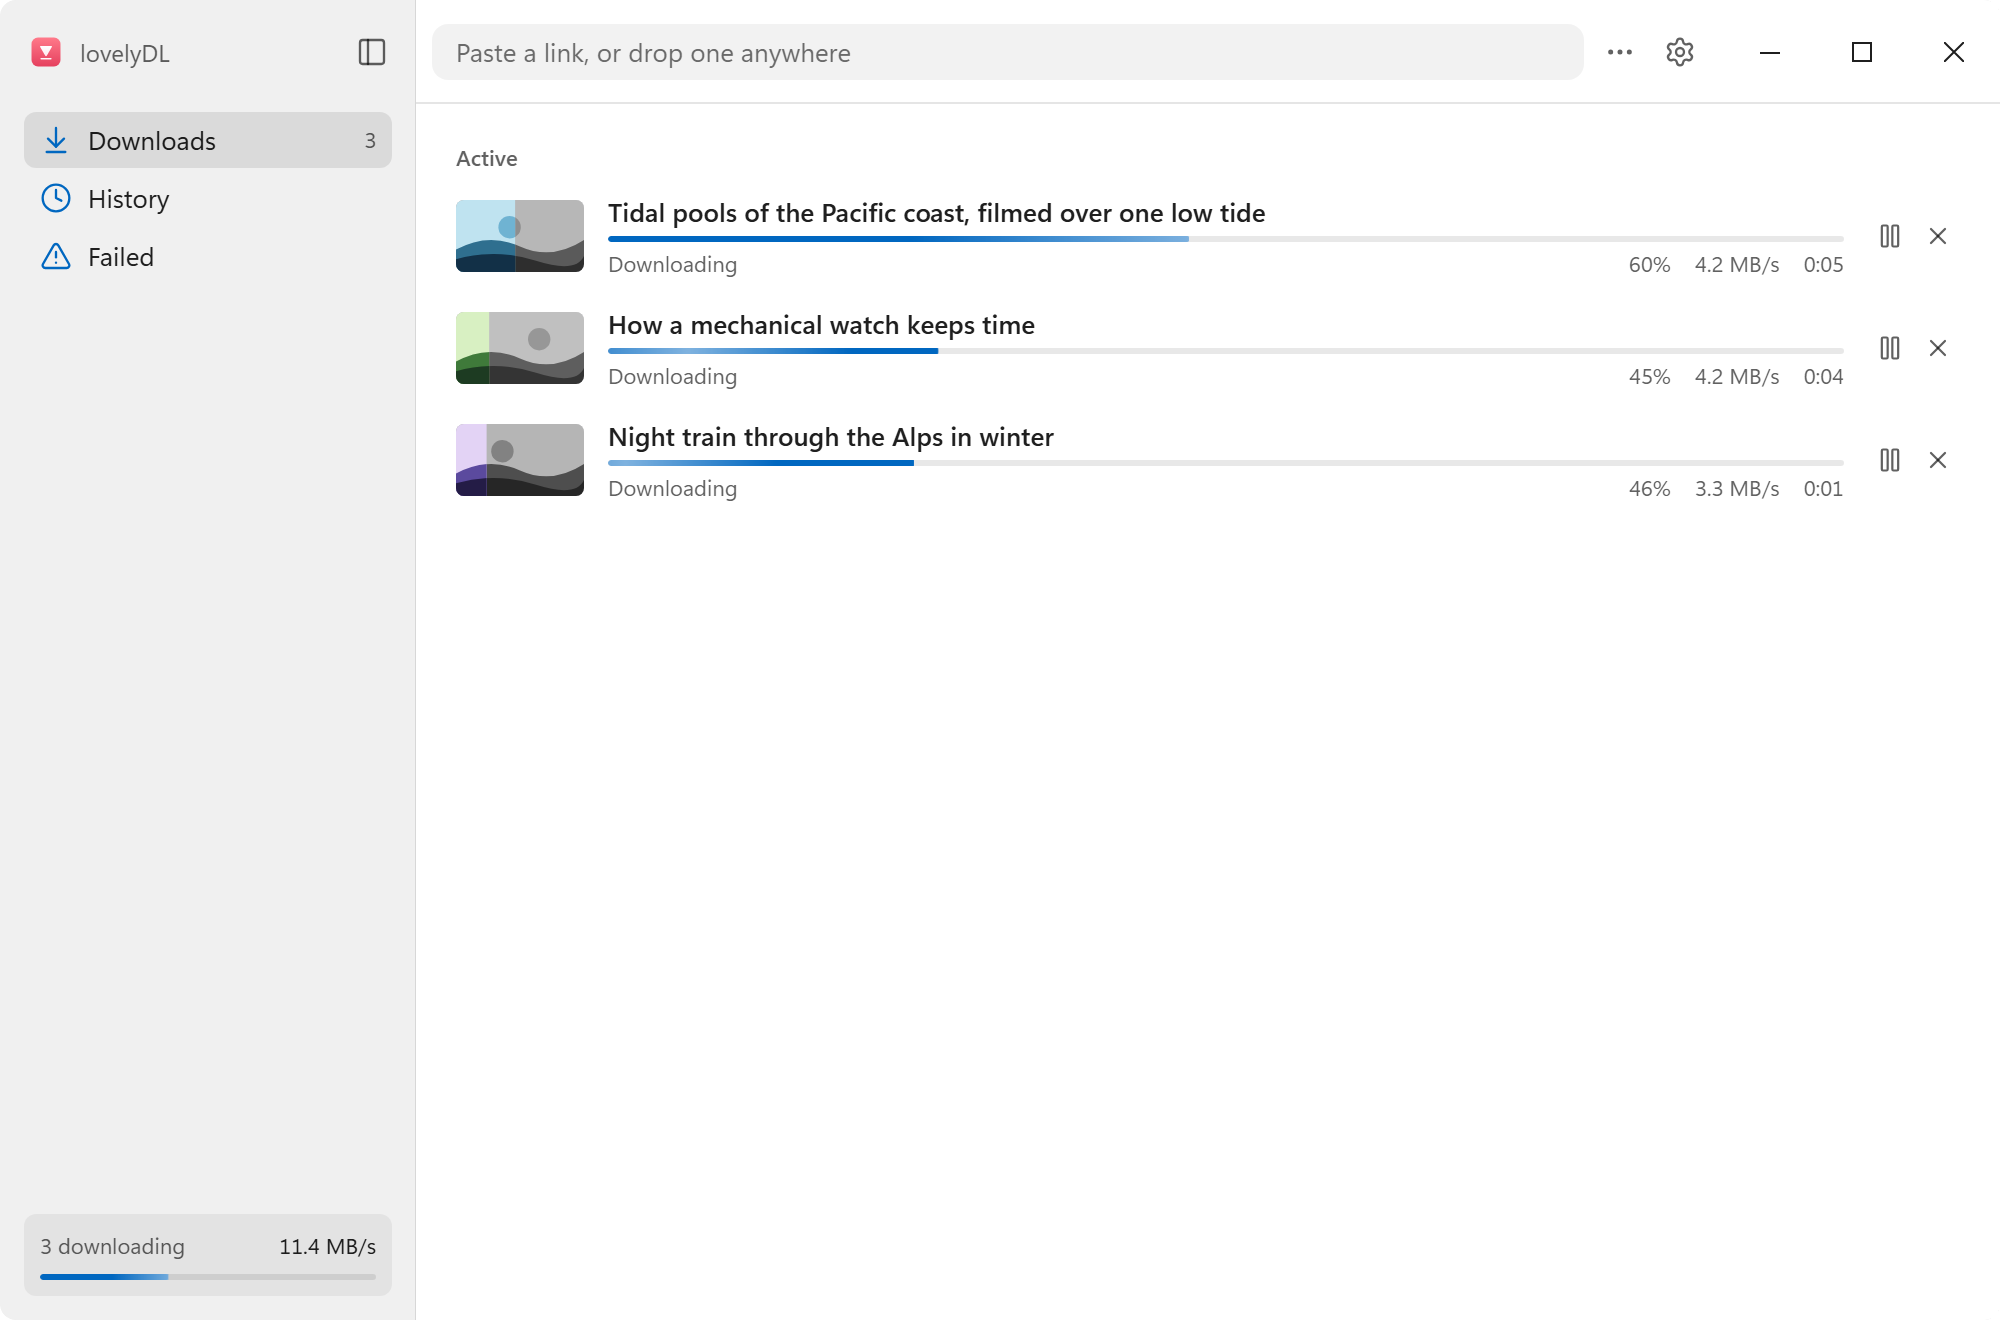 lovelyDL
Paste a link, or drop one anywhere
Downloads 3
History
Failed
Active
Tidal pools of the Pacific coast, filmed over one low tide
Downloading 60% 4.2 MB/s 0:05
How a mechanical watch keeps time
Downloading 45% 4.2 MB/s 0:04
Night train through the Alps in winter
Downloading 46% 3.3 MB/s 0:01
3 downloading 11.4 MB/s